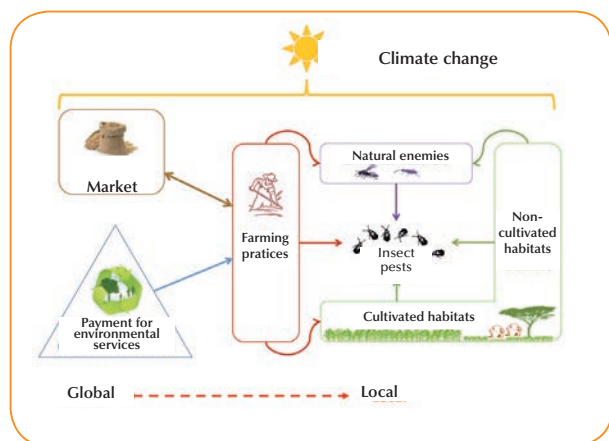 Climate change
Market
Natural enemies
Farming
pratices
Insect
pests
Non-
cultivated
habitats
Payment for
environmental
services
Cultivated habitats
Global
Local